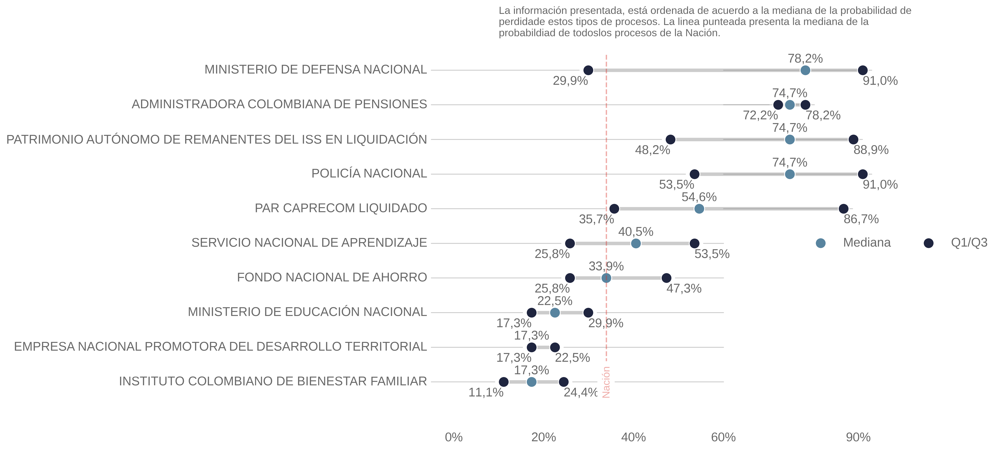 La información presentada, está ordenada de acuerdo a la mediana de la probabilidad de
perdidade estos tipos de procesos. La linea punteada presenta la mediana de la
probabildiad de todoslos procesos de la Nación.
78,2%
MINISTERIO DE DEFENSA NACIONAL
29,9% 91,0%
74,7%
ADMINISTRADORA COLOMBIANA DE PENSIONES
72,2% 78,2%
74,7%
PATRIMONIO AUTÓNOMO DE REMANENTES DEL ISS EN LIQUIDACIÓN
48,2% 88,9%
74,7%
POLICÍA NACIONAL
53,5% 91,0%
54,6%
PAR CAPRECOM LIQUIDADO
35,7% 86,7%
40,5%
SERVICIO NACIONAL DE APRENDIZAJE
25,8% 53,5%
Mediana Q1/Q3
33,9%
FONDO NACIONAL DE AHORRO
25,8% 47,3%
22,5%
MINISTERIO DE EDUCACIÓN NACIONAL
17,3% 29,9%
17,3%
EMPRESA NACIONAL PROMOTORA DEL DESARROLLO TERRITORIAL
17,3% 22,5%
17,3%
INSTITUTO COLOMBIANO DE BIENESTAR FAMILIAR
11,1% 24,4%
Nación
0% 20% 40% 60% 90%